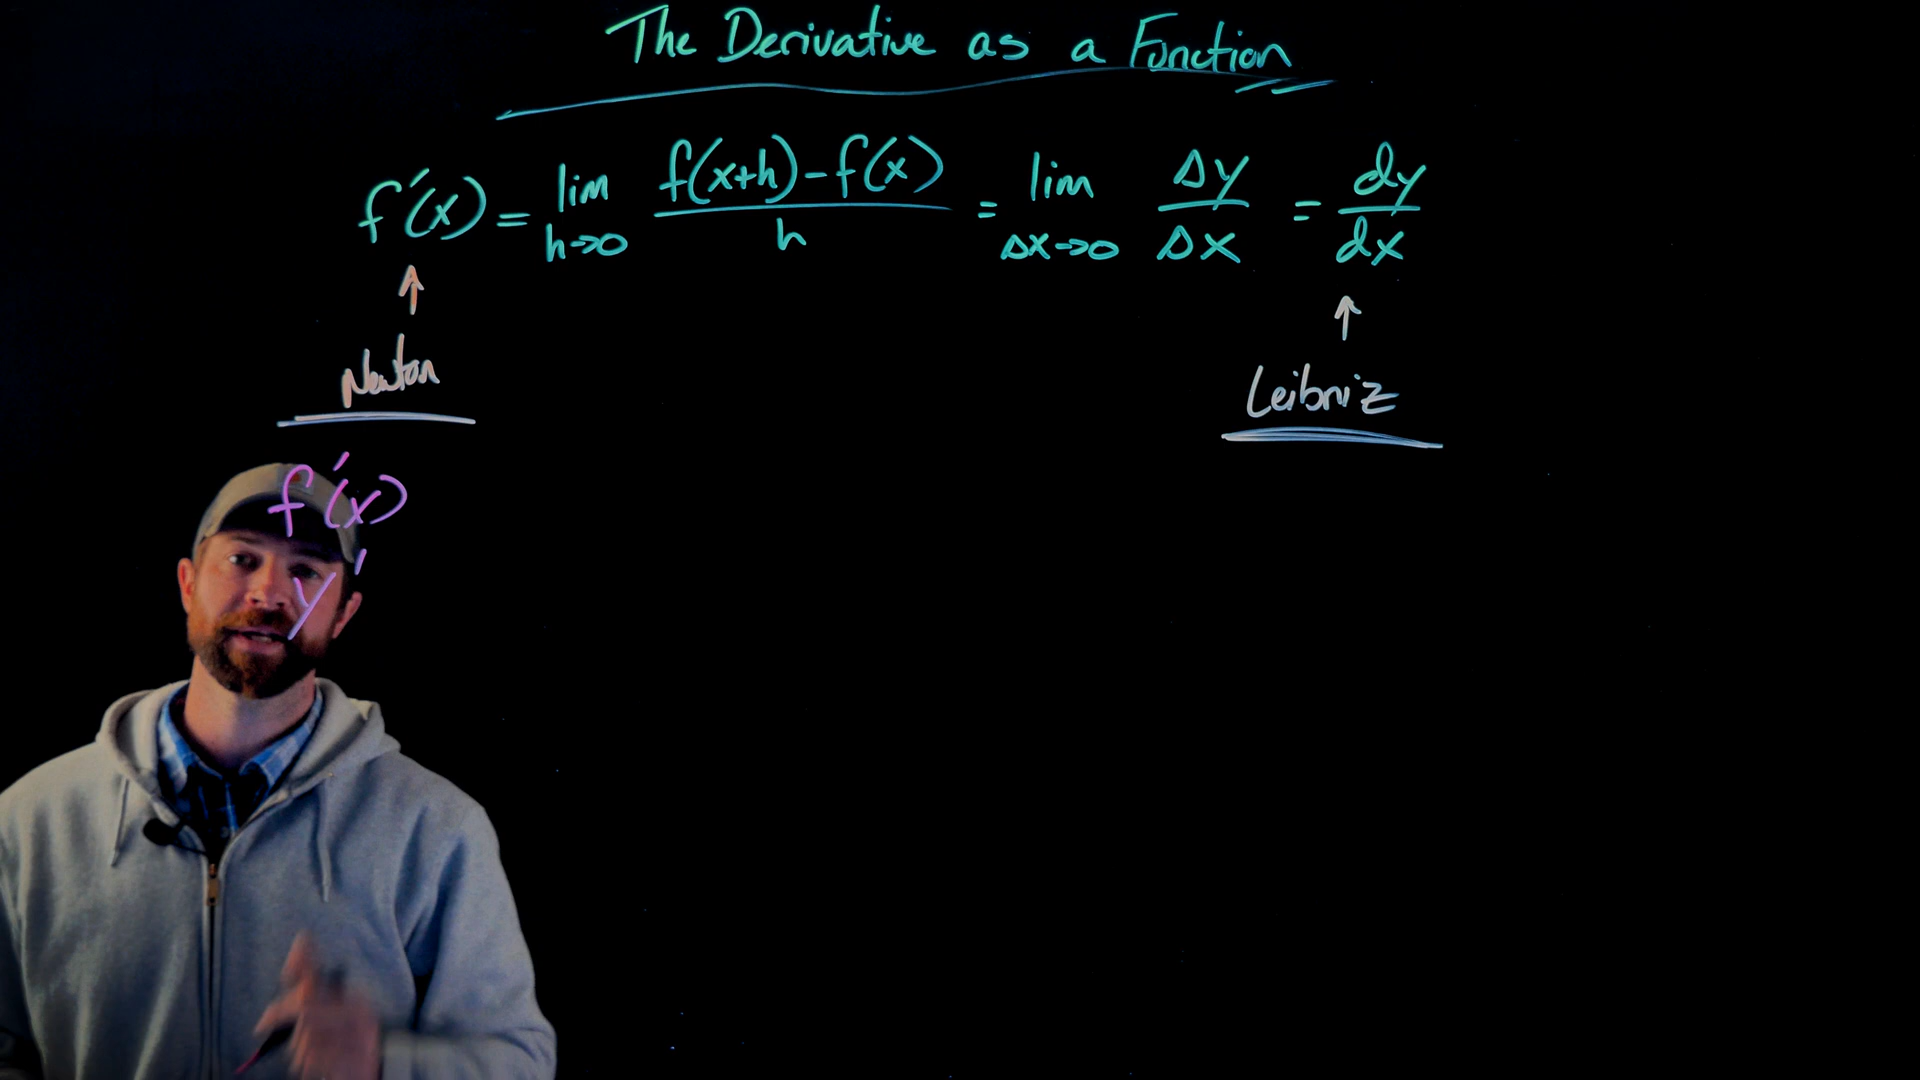 The Derivative as a Function
f'(x) = lim h→0 f(x+h)-f(x) / h = lim Δx→0 Δy / Δx = dy / dx
↑ ↑
Newton Leibniz
f'(x)
y'